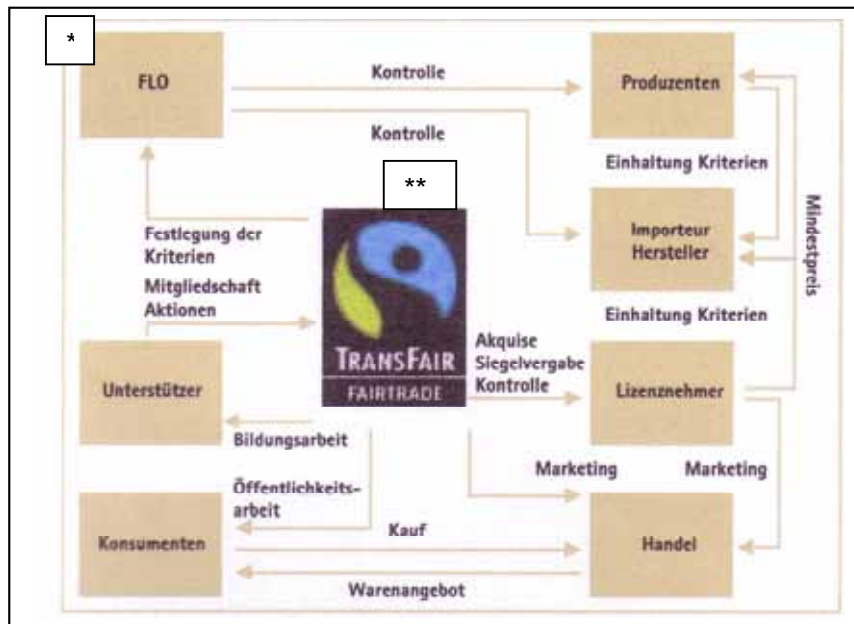 *
FLO
Kontrolle
Produzenten
Kontrolle
Einhaltung Kriterien
**
Festlegung der
Kriterien
Importeur
Hersteller
Mindestpreis
Mitgliedschaft
Aktionen
Einhaltung Kriterien
TRANSFAIR
FAIRTRADE
Akquise
Siegelvergabe
Kontrolle
Unterstützer
Lizenznehmer
Bildungsarbeit
Marketing
Marketing
Öffentlichkeits-
arbeit
Konsumenten
Kauf
Handel
Warenangebot